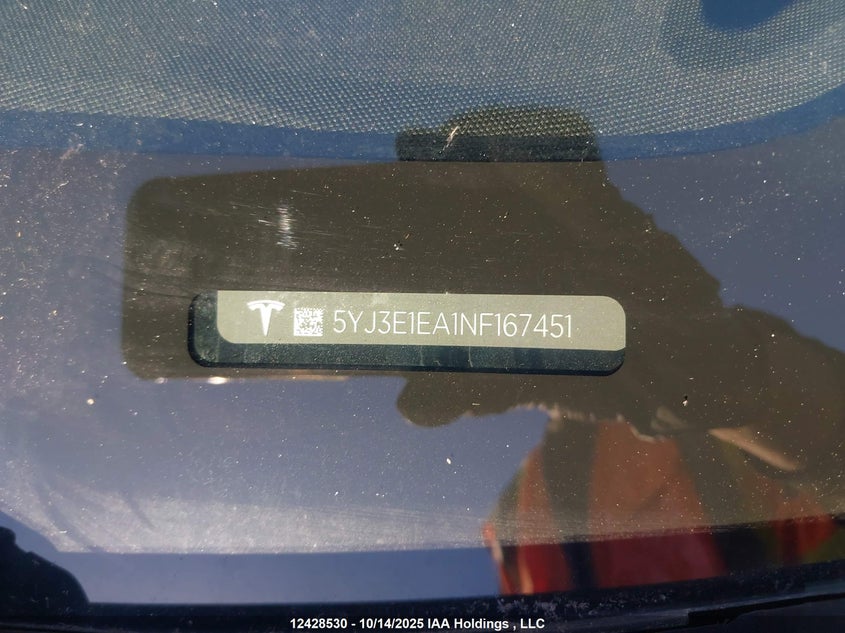 5YJ3E1EA1NF167451
12428530 - 10/14/2025 IAA Holdings , LLC